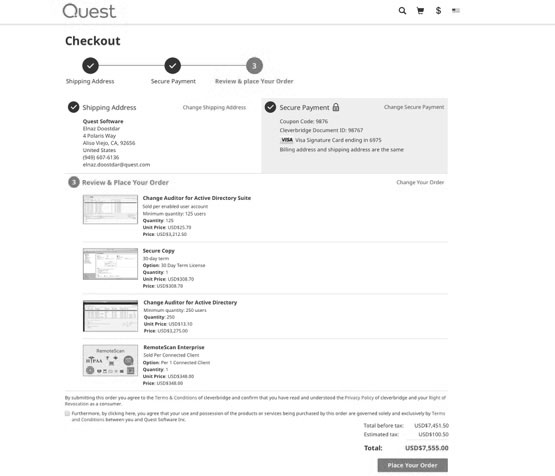 Quest
$
Checkout
3
Shipping Address Secure Payment Review & place Your Order
Shipping Address Change Shipping Address
Quest Software
Elnaz Doostdar
4 Polaris Way
Aliso Viejo, CA, 92656
United States
(949) 607-6136
elnaz.doostdar@quest.com
Secure Payment Change Secure Payment
Coupon Code: 9876
Cleverbridge Document ID: 98767
VISA Visa Signature Card ending in 6975
Billing address and shipping address are the same
3 Review & Place Your Order Change Your Order
Change Auditor for Active Directory Suite
Sold per enabled user account
Minimum quantity: 125 users
Quantity: 125
Unit Price: USD$25.70
Price: USD$3,212.50
Secure Copy
30-day term
Option: 30 Day Term License
Quantity: 1
Unit Price: USD$308.70
Price: USD$308.70
Change Auditor for Active Directory
Minimum quantity: 250 users
Quantity: 250
Unit Price: USD$13.10
Price: USD$3,275.00
RemoteScan
HIPAA
RemoteScan Enterprise
Sold Per Connected Client
Option: Per 1 Connected Client
Quantity: 1
Unit Price: USD$348.00
Price: USD$348.00
By submitting this order you agree to the Terms & Conditions of cleverbridge and confirm that you have read and understood the Privacy Policy of cleverbridge and your Right of
Revocation as a consumer.
Furthermore, by clicking here, you agree that your use and possession of the products or services being purchased by this order are governed solely and exclusively by Terms
and Conditions between you and Quest Software Inc.
Total before tax: USD$7,451.50
Estimated tax: USD$100.50
Total: USD$7,555.00
Place Your Order